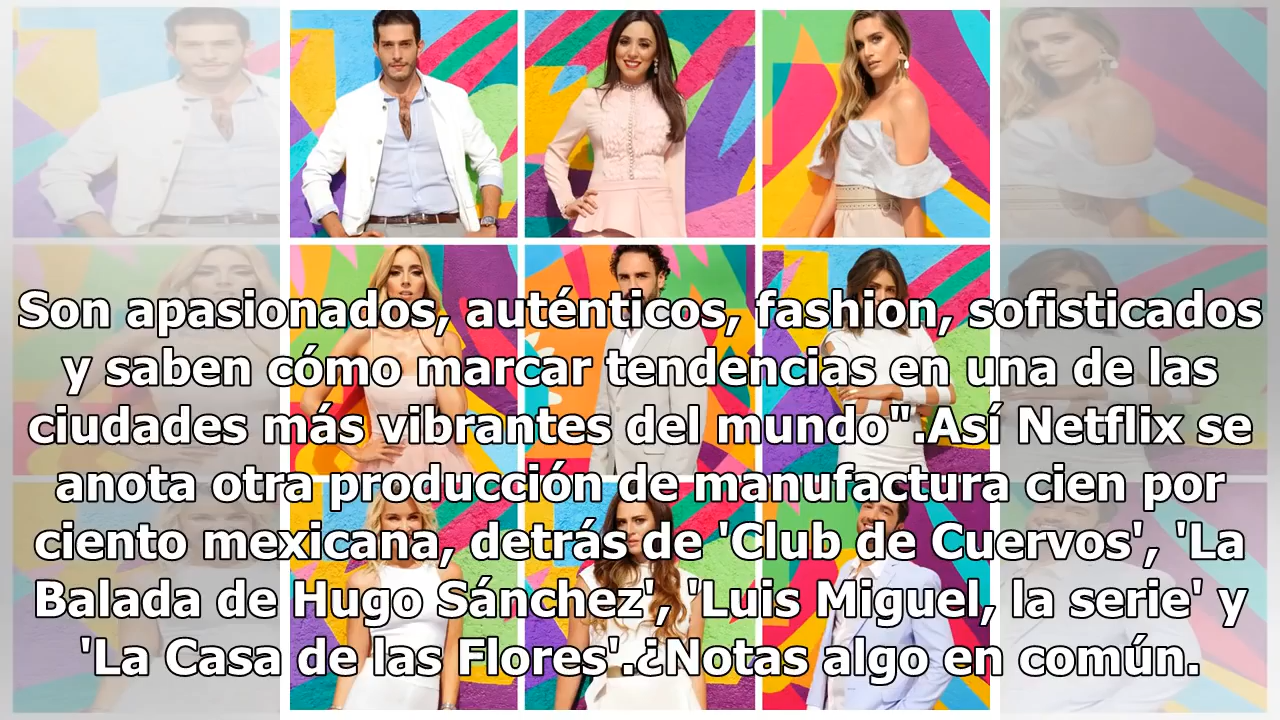 Son apasionados, auténticos, fashion, sofisticados
y saben cómo marcar tendencias en una de las
ciudades más vibrantes del mundo".Así Netflix se
anota otra producción de manufactura cien por
ciento mexicana, detrás de 'Club de Cuervos', 'La
Balada de Hugo Sánchez', 'Luis Miguel, la serie' y
'La Casa de las Flores'.¿Notas algo en común.